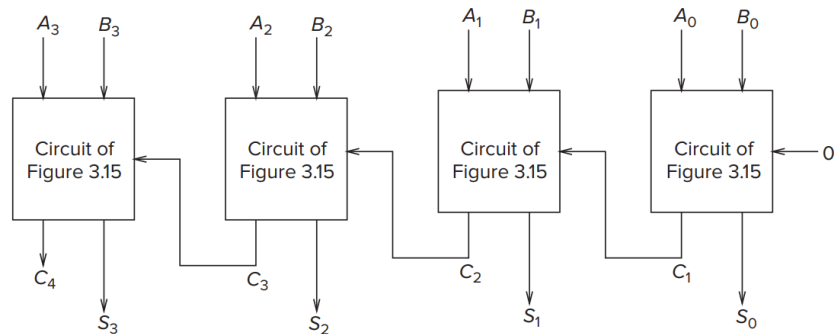 A3 B3 A2 B2 A1 B1 A0 B0
Circuit of Figure 3.15
Circuit of Figure 3.15
Circuit of Figure 3.15
Circuit of Figure 3.15
0
C4 C3 C2 C1
S3 S2 S1 S0